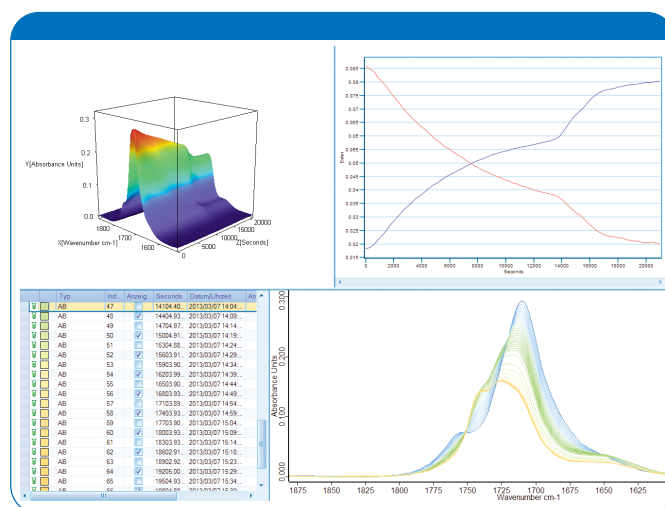 0.3
0.2
0.1
0.0
Y[Absorbance Units]
X[Wavenumber cm-1]
1800
1700
1600
Z[Seconds]
0
5000
10000
15000
20000
0.085
0.08
0.075
0.07
0.065
0.06
0.055
0.05
0.045
0.04
0.035
0.03
0.025
0.02
0.015
Ester
0 2000 4000 6000 8000 10000 12000 14000 16000 18000 20000
Seconds
Typ Ind.. Anzeig.. Seconds Datum/Uhrzeit An
AB 47 14104.40... 2013/03/07 14:04:...
AB 48 14404.93... 2013/03/07 14:09:...
AB 49 14704.97... 2013/03/07 14:14:...
AB 50 15004.91... 2013/03/07 14:19:...
AB 51 15304.88... 2013/03/07 14:24:...
AB 52 15603.91... 2013/03/07 14:29:...
AB 53 15903.90... 2013/03/07 14:34:...
AB 54 16203.99... 2013/03/07 14:39:...
AB 55 16503.90... 2013/03/07 14:44:...
AB 56 16803.93... 2013/03/07 14:49:...
AB 57 17103.89... 2013/03/07 14:54:...
AB 58 17403.93... 2013/03/07 14:59:...
AB 59 17703.90... 2013/03/07 15:04:...
AB 60 18003.93... 2013/03/07 15:09:...
AB 61 18303.93... 2013/03/07 15:14:...
AB 62 18602.91... 2013/03/07 15:18:...
AB 63 18902.92... 2013/03/07 15:23:...
AB 64 19205.00... 2013/03/07 15:29:...
AB 65 19504.93... 2013/03/07 15:34:...
0.300
0.200
0.100
0.000
Absorbance Units
1875 1850 1825 1800 1775 1750 1725 1700 1675 1650 1625
Wavenumber cm-1